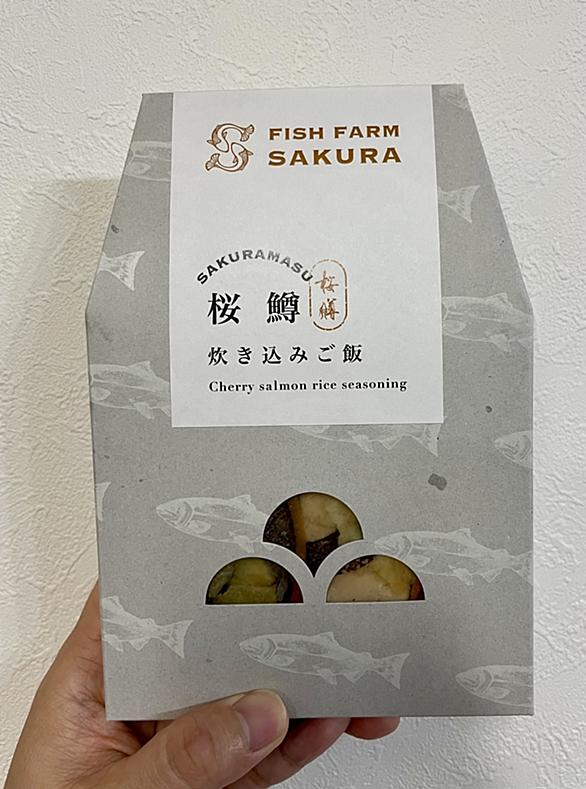 FISH FARM
SAKURA
SAKURAMASU
桜鱒
桜鱒
炊き込みご飯
Cherry salmon rice seasoning